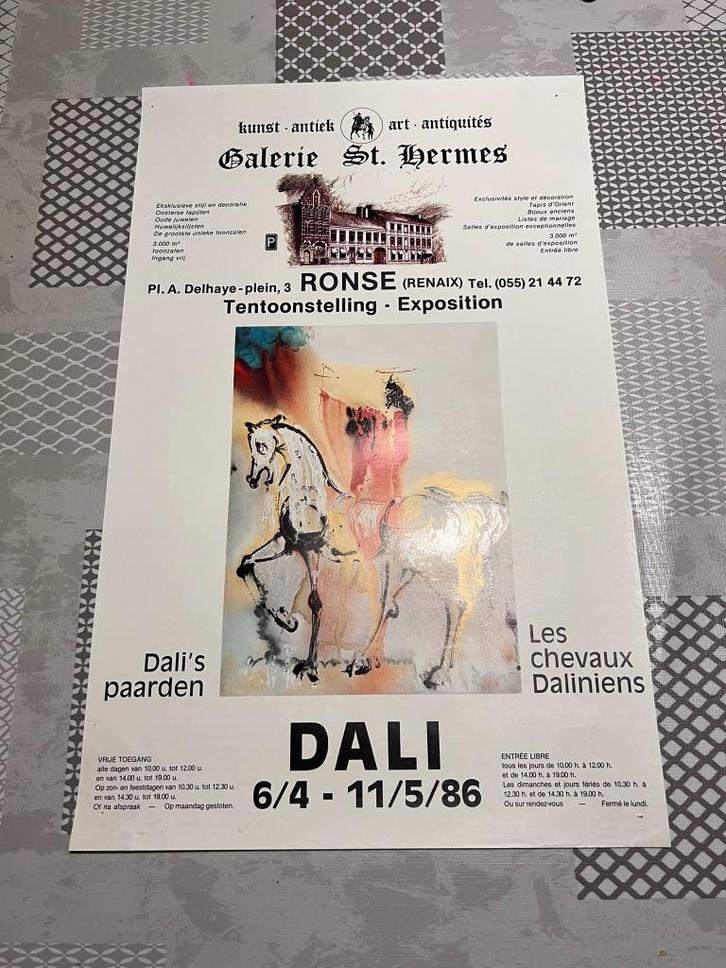 kunst · antiek art · antiquités
Galerie St. Hermes
Eksklusieve stijl en decoratie
Oosterse tapijten
Oude juwelen
Huwelijkslijsten
De grootste unieke toonzalen
3.000 m²
toonzalen
Ingang vrij
P
Exclusivités style et décoration
Tapis d'Orient
Bijoux anciens
Listes de mariage
Salles d'exposition exceptionnelles
3.000 m²
de salles d'exposition
Entrée libre
Pl. A. Delhaye-plein, 3 RONSE (RENAIX) Tel. (055) 21 44 72
Tentoonstelling - Exposition
Dali's
paarden
Les
chevaux
Daliniens
DALI
6/4 - 11/5/86
VRIJE TOEGANG
alle dagen van 10.00 u. tot 12.00 u.
en van 14.00 u. tot 19.00 u.
Op zon- en feestdagen van 10.30 u. tot 12.30 u.
en van 14.30 u. tot 19.00 u.
Of na afspraak — Op maandag gesloten.
ENTRÉE LIBRE
tous les jours de 10.00 h. à 12.00 h.
et de 14.00 h. à 19.00 h.
Les dimanches et jours fériés de 10.30 h. à
12.30 h. et de 14.30 h. à 19.00 h.
Ou sur rendez-vous — Fermé le lundi.